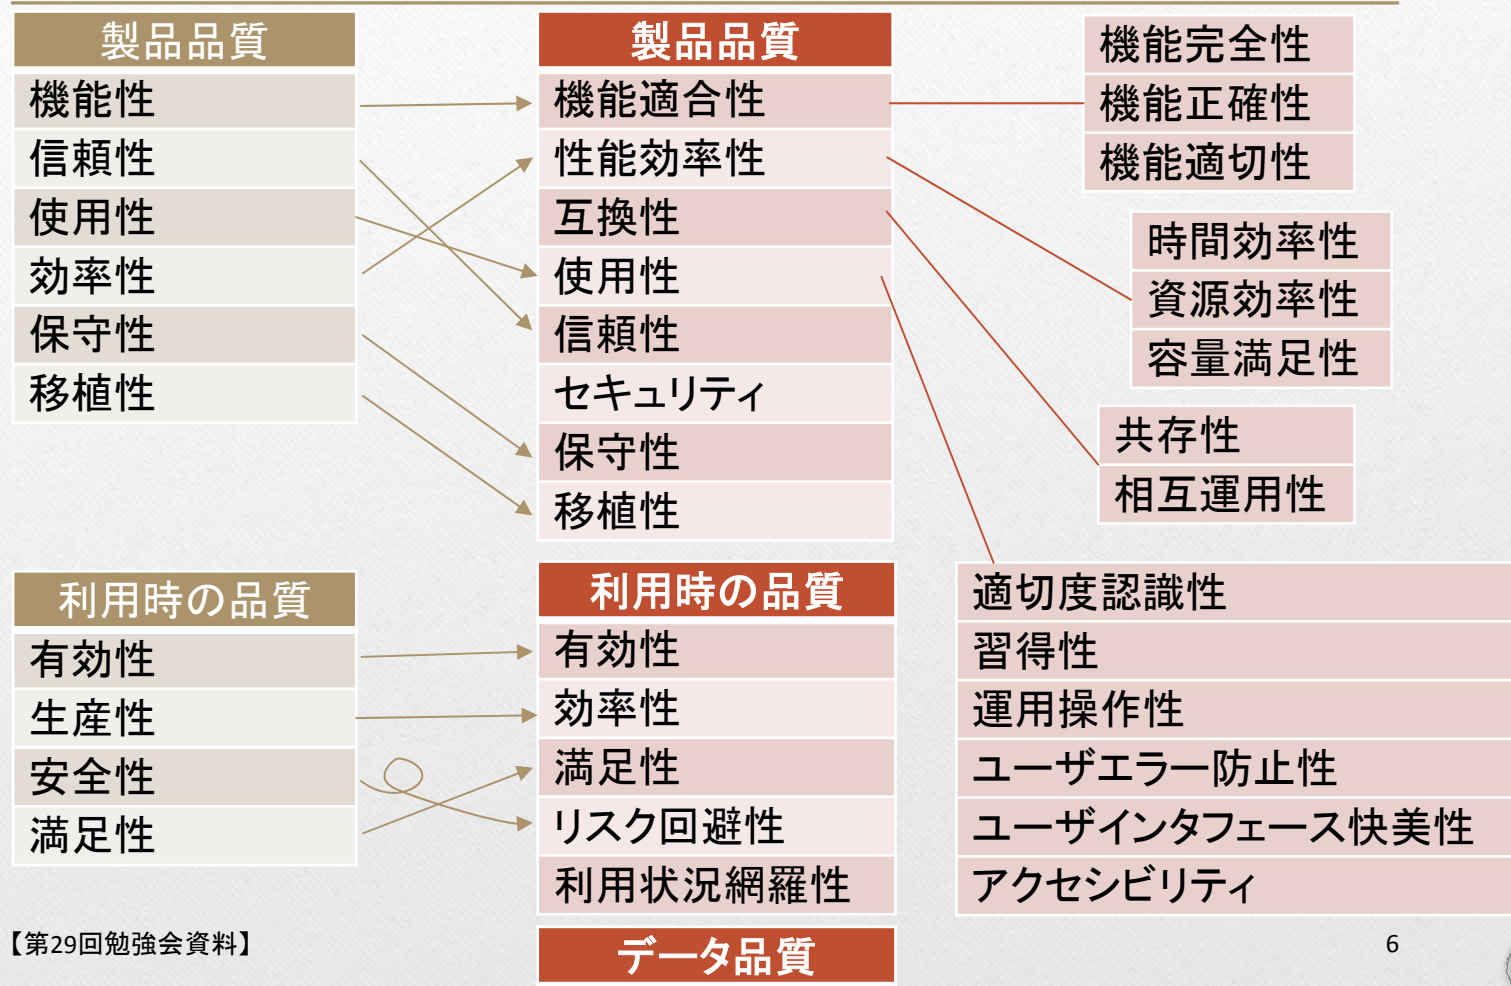 製品品質
機能性
信頼性
使用性
効率性
保守性
移植性
利用時の品質
有効性
生産性
安全性
満足性
製品品質
機能適合性
性能効率性
互換性
使用性
信頼性
セキュリティ
保守性
移植性
利用時の品質
有効性
効率性
満足性
リスク回避性
利用状況網羅性
データ品質
機能完全性
機能正確性
機能適切性
時間効率性
資源効率性
容量満足性
共存性
相互運用性
適切度認識性
習得性
運用操作性
ユーザエラー防止性
ユーザインタフェース快美性
アクセシビリティ
【第29回勉強会資料】
6